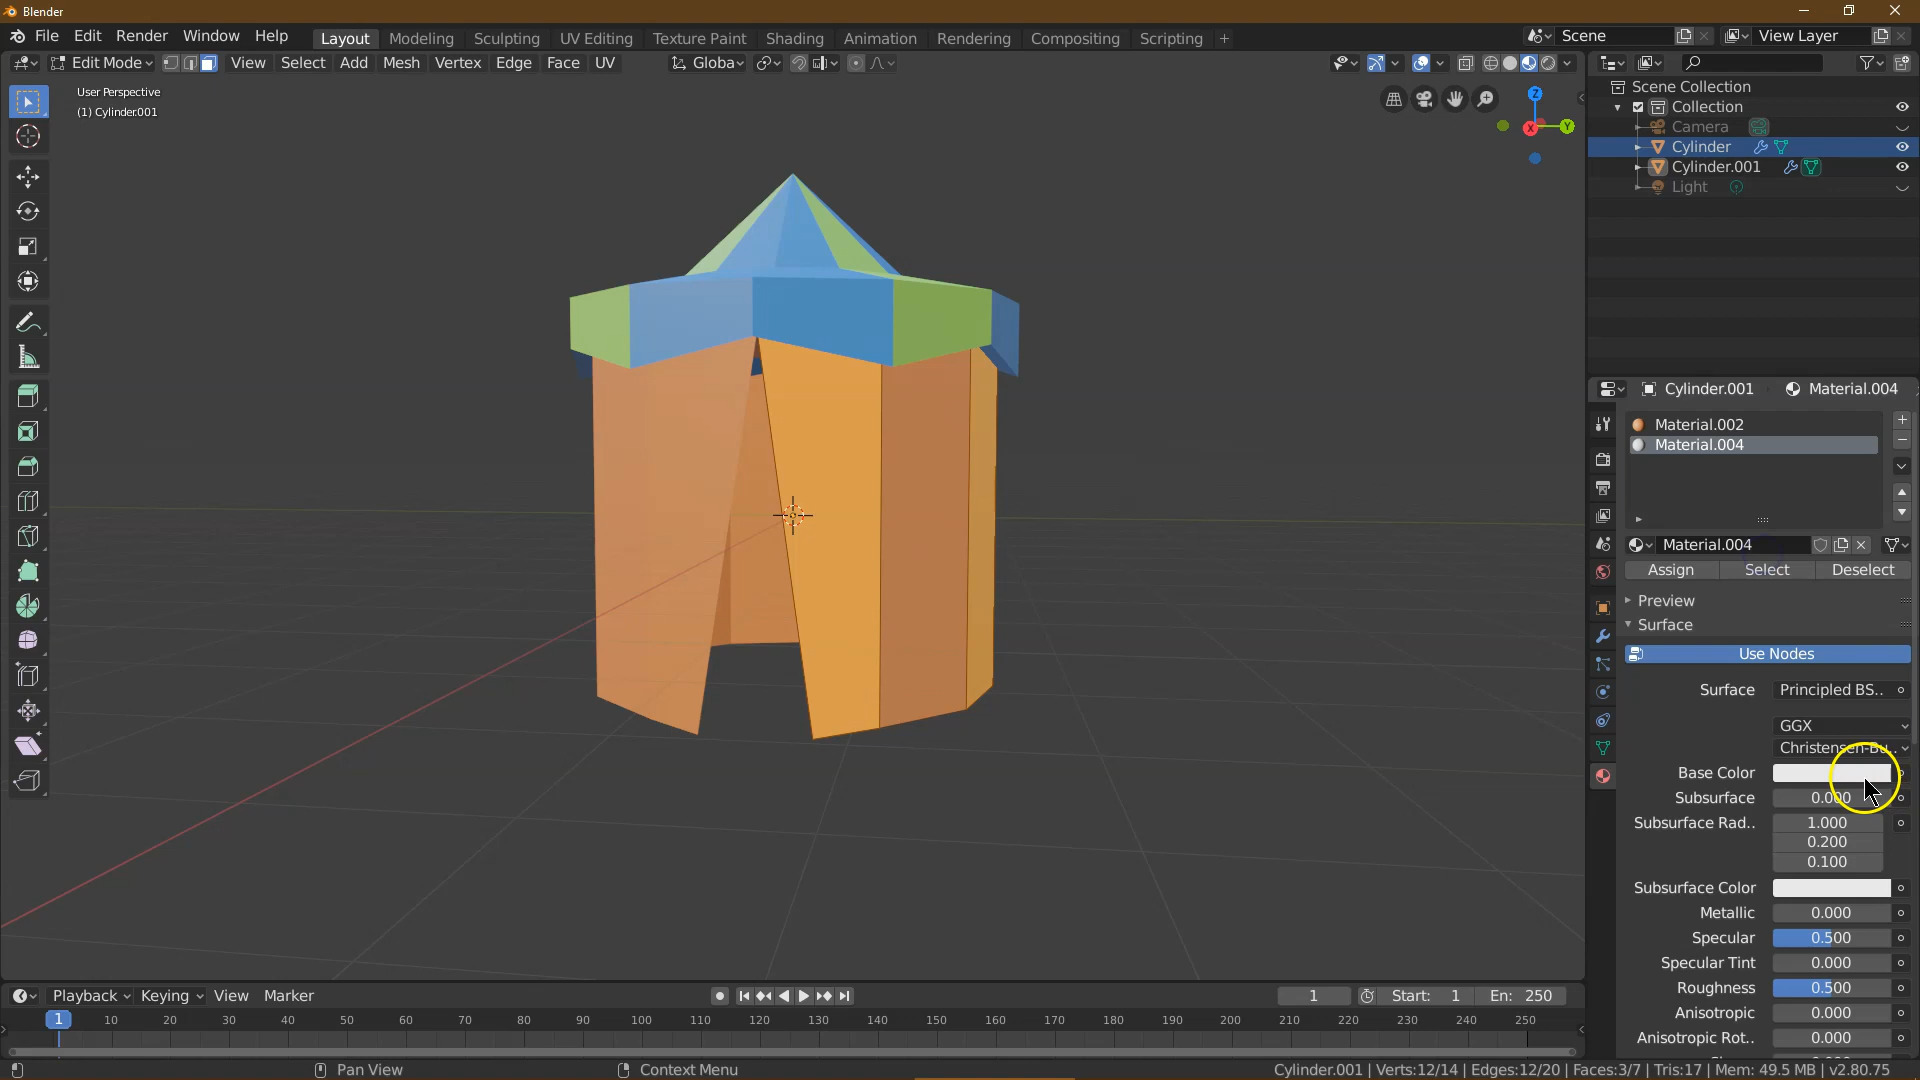 Blender
File Edit Render Window Help
Layout Modeling Sculpting UV Editing Texture Paint Shading Animation Rendering Compositing Scripting +
Scene
View Layer
Edit Mode View Select Add Mesh Vertex Edge Face UV
Globa
User Perspective
(1) Cylinder.001
Z
X
Y
Scene Collection
Collection
Camera
Cylinder
Cylinder.001
Light
Cylinder.001 Material.004
Material.002
Material.004
Material.004
Assign Select Deselect
Preview
Surface
Use Nodes
Surface Principled BS..
GGX
Christensen-Bu..
Base Color
Subsurface 0.000
Subsurface Rad.. 1.000
0.200
0.100
Subsurface Color
Metallic 0.000
Specular 0.500
Specular Tint 0.000
Roughness 0.500
Anisotropic 0.000
Anisotropic Rot.. 0.000
Playback Keying View Marker
1 Start: 1 En: 250
1 10 20 30 40 50 60 70 80 90 100 110 120 130 140 150 160 170 180 190 200 210 220 230 240 250
Pan View
Context Menu
Cylinder.001 | Verts:12/14 | Edges:12/20 | Faces:3/7 | Tris:17 | Mem: 49.5 MB | v2.80.75